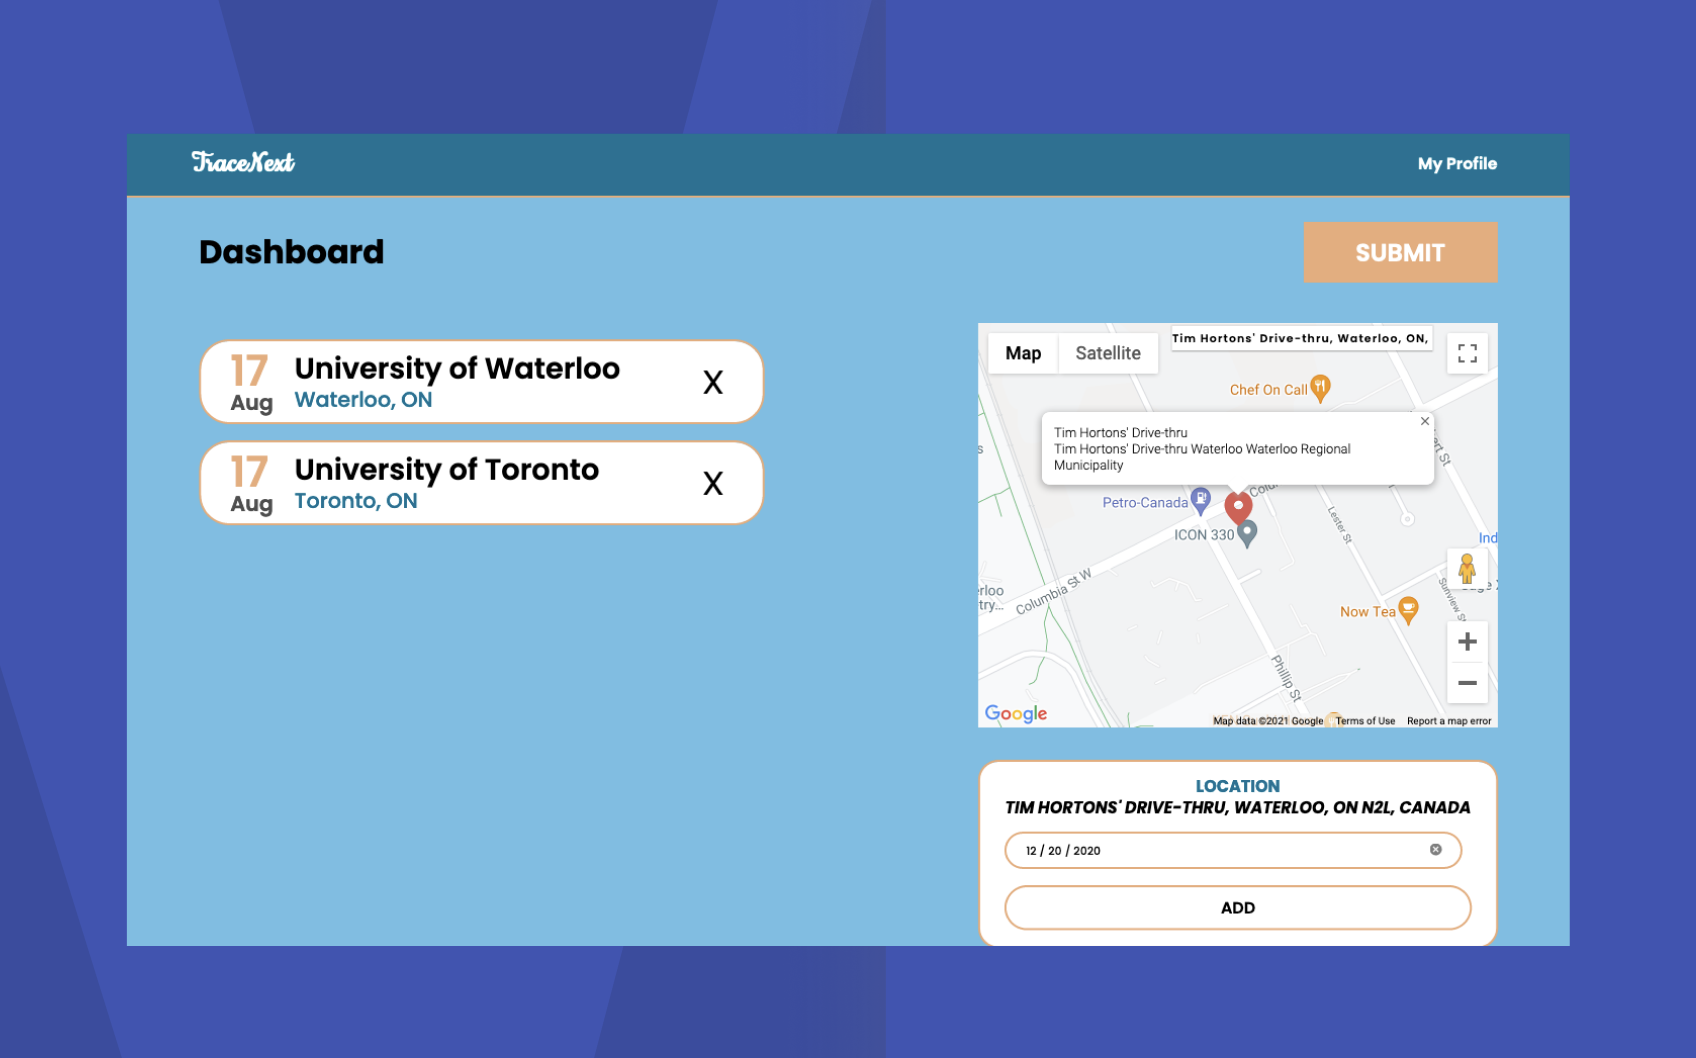 TraceNext
My Profile
Dashboard
SUBMIT
17
Aug
University of Waterloo
Waterloo, ON
X
17
Aug
University of Toronto
Toronto, ON
X
Map
Satellite
Tim Hortons' Drive-thru, Waterloo, ON,
Chef On Call
Tim Hortons' Drive-thru
Tim Hortons' Drive-thru Waterloo Waterloo Regional
Municipality
Petro-Canada
ICON 330
Lester St
Ind
Columbia St W
Sunview St
Now Tea
Phillip St
Google
Map data ©2021 Google
Terms of Use
Report a map error
LOCATION
TIM HORTONS' DRIVE-THRU, WATERLOO, ON N2L, CANADA
12 / 20 / 2020
ADD